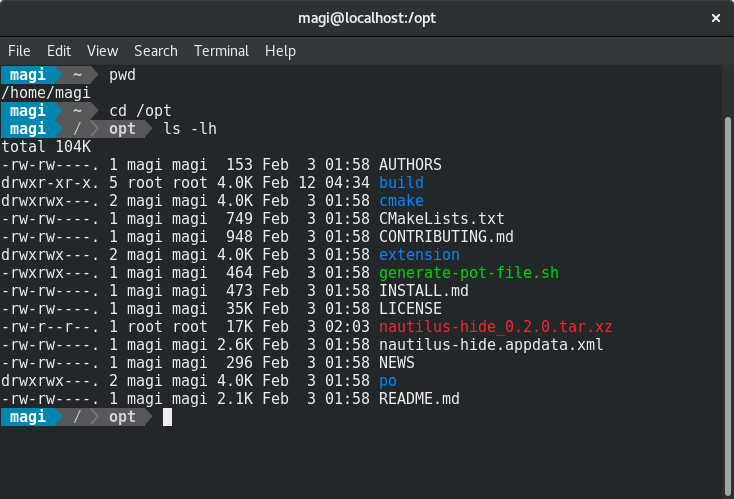 magi@localhost:/opt
File Edit View Search Terminal Help
magi ~ pwd
/home/magi
magi ~ cd /opt
magi / opt ls -lh
total 104K
-rw-rw----. 1 magi magi  153 Feb  3 01:58 AUTHORS
drwxr-xr-x. 5 root root 4.0K Feb 12 04:34 build
drwxrwx---. 2 magi magi 4.0K Feb  3 01:58 cmake
-rw-rw----. 1 magi magi  749 Feb  3 01:58 CMakeLists.txt
-rw-rw----. 1 magi magi  948 Feb  3 01:58 CONTRIBUTING.md
drwxrwx---. 2 magi magi 4.0K Feb  3 01:58 extension
-rwxrwx---. 1 magi magi  464 Feb  3 01:58 generate-pot-file.sh
-rw-rw----. 1 magi magi  473 Feb  3 01:58 INSTALL.md
-rw-rw----. 1 magi magi  35K Feb  3 01:58 LICENSE
-rw-r--r--. 1 root root  17K Feb  3 02:03 nautilus-hide_0.2.0.tar.xz
-rw-rw----. 1 magi magi 2.6K Feb  3 01:58 nautilus-hide.appdata.xml
-rw-rw----. 1 magi magi  296 Feb  3 01:58 NEWS
drwxrwx---. 2 magi magi 4.0K Feb  3 01:58 po
-rw-rw----. 1 magi magi 2.1K Feb  3 01:58 README.md
magi / opt